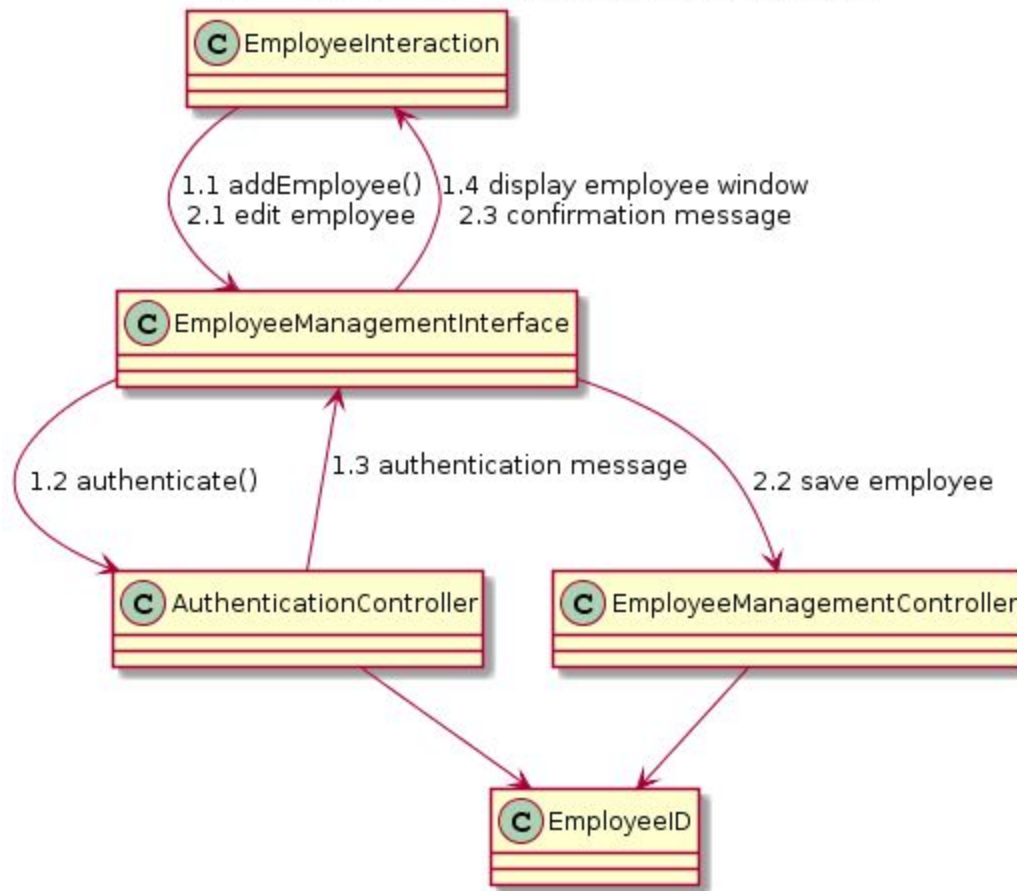 C EmployeeInteraction
1.1 addEmployee()
2.1 edit employee
1.4 display employee window
2.3 confirmation message
C EmployeeManagementInterface
1.2 authenticate()
1.3 authentication message
2.2 save employee
C AuthenticationController
C EmployeeManagementController
C EmployeeID